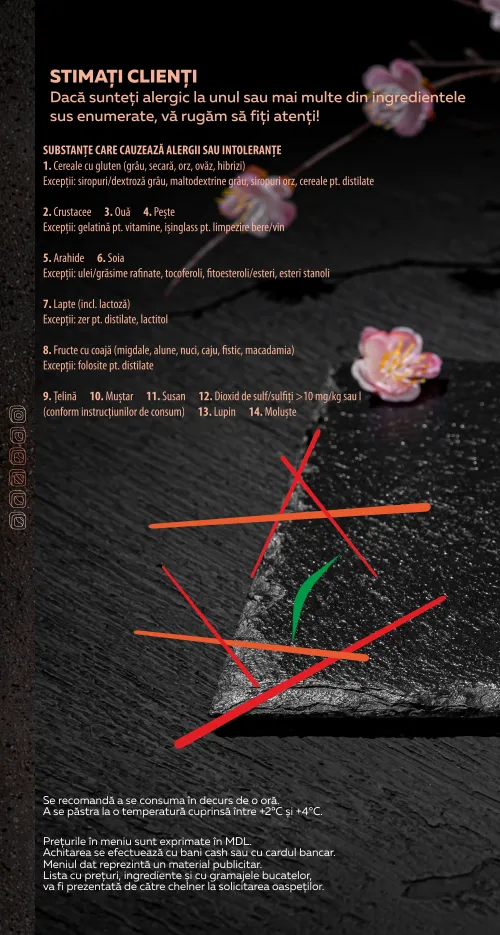 STIMAȚI CLIENȚI
Dacă sunteți alergic la unul sau mai multe din ingredientele
sus enumerate, vă rugăm să fiți atenți!
SUBSTANȚE CARE CAUZEAZĂ ALERGII SAU INTOLERANȚE
1. Cereale cu gluten (grâu, secară, orz, ovăz, hibrizi)
Excepții: siropuri/dextroză grâu, maltodextrine grâu, siropuri orz, cereale pt. distilate
2. Crustacee 3. Ouă 4. Pește
Excepții: gelatină pt. vitamine, ișinglass pt. limpezire bere/vin
5. Arahide 6. Soia
Excepții: ulei/grăsime rafinate, tocoferoli, fitoesteroli/esteri, esteri stanoli
7. Lapte (incl. lactoză)
Excepții: zer pt. distilate, lactitol
8. Fructe cu coajă (migdale, alune, nuci, caju, fistic, macadamia)
Excepții: folosite pt. distilate
9. Țelină 10. Muștar 11. Susan 12. Dioxid de sulf/sulfiți >10 mg/kg sau l
(conform instrucțiunilor de consum) 13. Lupin 14. Moluște
Se recomandă a se consuma în decurs de o oră.
A se păstra la o temperatură cuprinsă între +2°C și +4°C.
Prețurile în meniu sunt exprimate în MDL.
Achitarea se efectuează cu bani cash sau cu cardul bancar.
Meniul dat reprezintă un material publicitar.
Lista cu prețuri, ingrediente și cu gramajele bucatelor,
va fi prezentată de către chelner la solicitarea oaspeților.